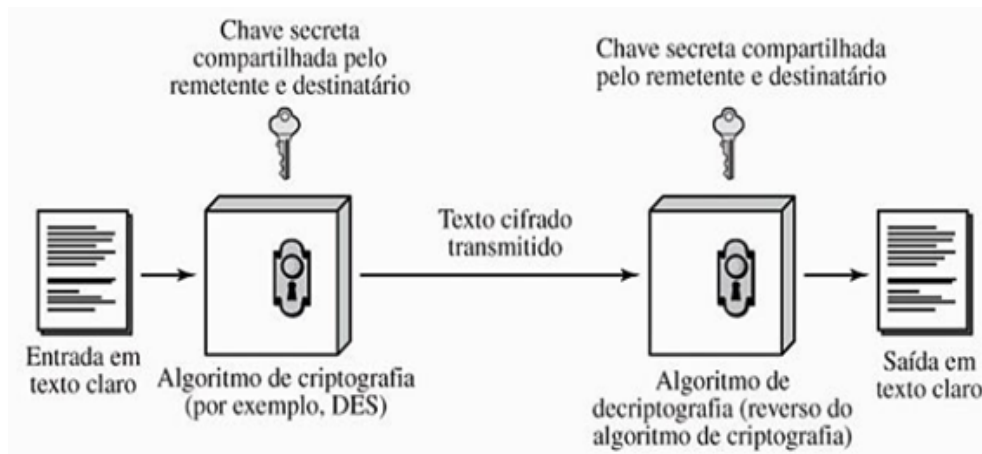 Chave secreta
compartilhada pelo
remetente e destinatário
Chave secreta compartilhada
pelo remetente e destinatário
Texto cifrado
transmitido
Entrada em
texto claro
Algoritmo de criptografia
(por exemplo, DES)
Algoritmo de
decriptografia (reverso do
algoritmo de criptografia)
Saída em
texto claro